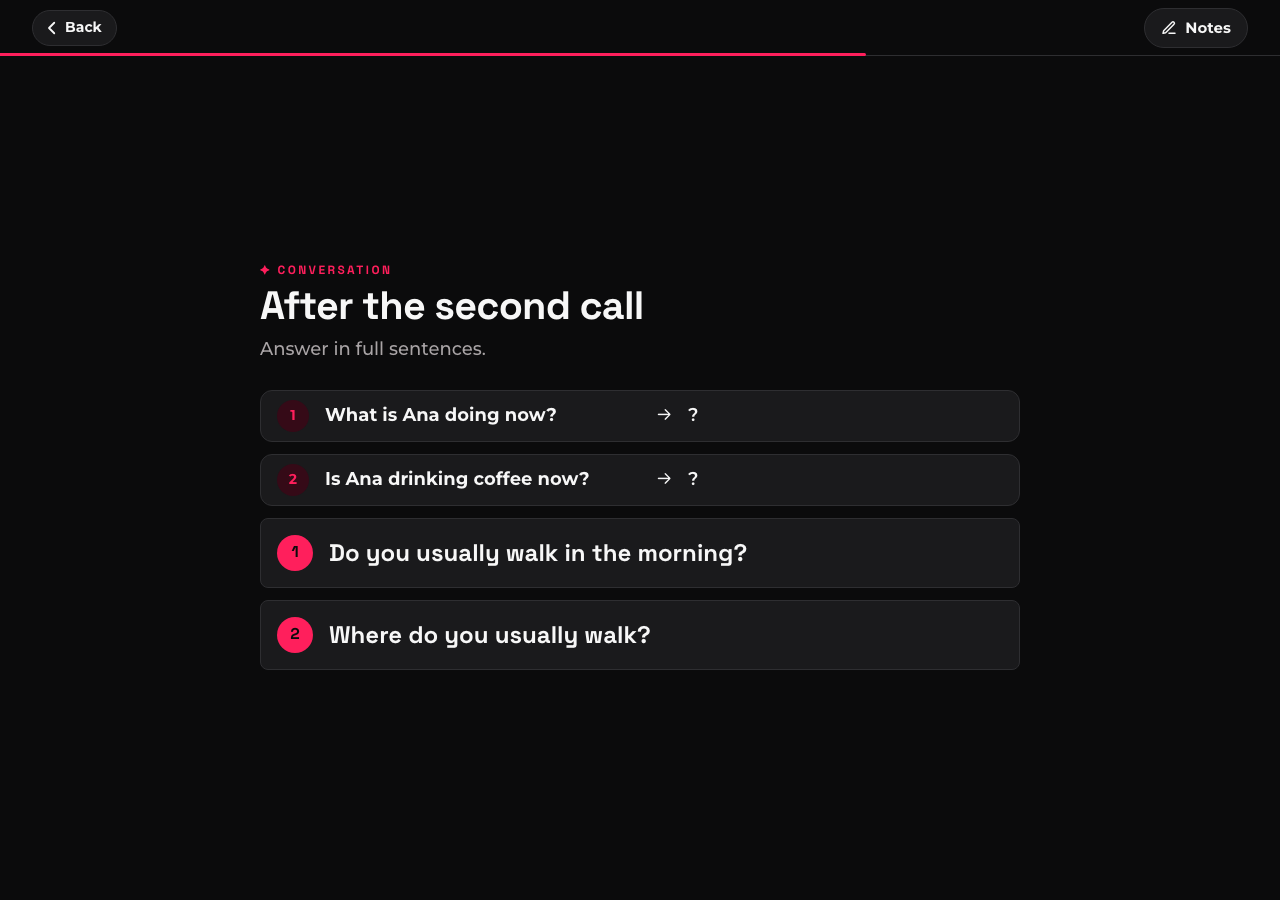 Back
Notes
CONVERSATION
After the second call
Answer in full sentences.
1 What is Ana doing now? → ?
2 Is Ana drinking coffee now? → ?
1 Do you usually walk in the morning?
2 Where do you usually walk?